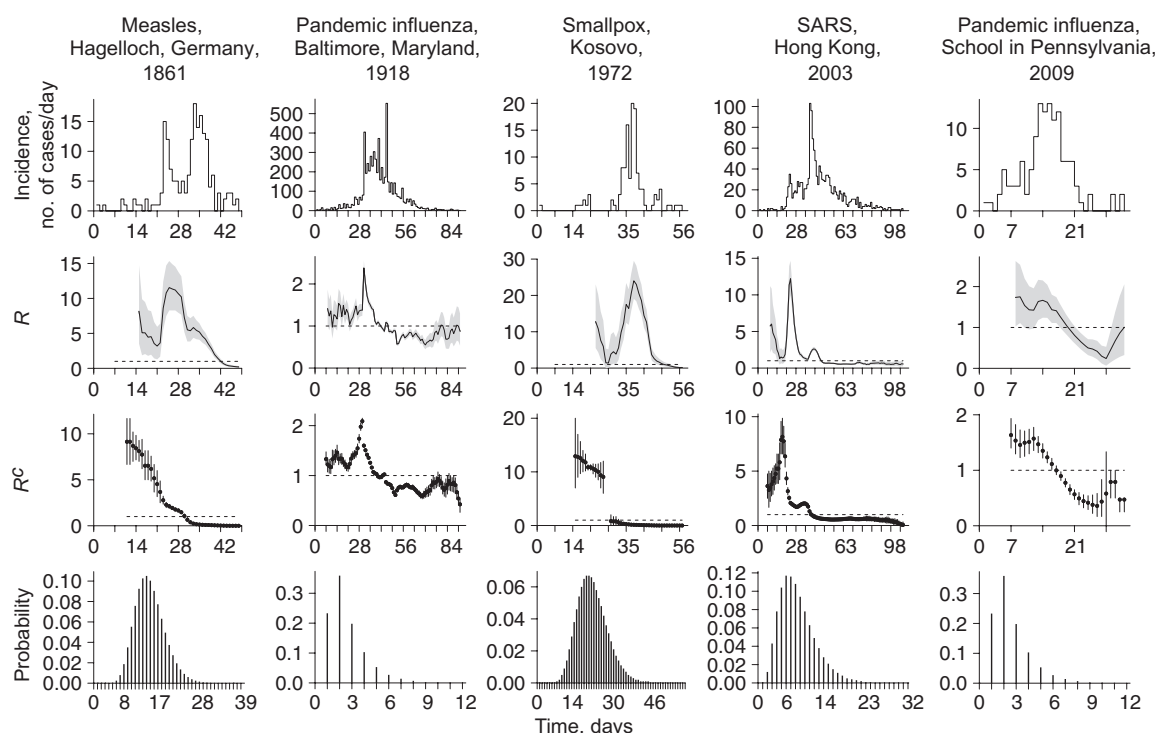 Measles,
Hagelloch, Germany,
1861
Pandemic influenza,
Baltimore, Maryland,
1918
Smallpox,
Kosovo,
1972
SARS,
Hong Kong,
2003
Pandemic influenza,
School in Pennsylvania,
2009
Incidence,
no. of cases/day
15
10
5
0
0 14 28 42
500
400
300
200
100
0
0 28 56 84
20
15
10
5
0
0 14 35 56
100
80
60
40
20
0
0 28 63 98
10
5
0
0 7 21
R
15
10
5
0
0 14 28 42
2
1
0
0 28 56 84
30
20
10
0
0 14 35 56
15
10
5
0
0 28 63 98
2
1
0
0 7 21
R^c
10
5
0
0 14 28 42
2
1
0
0 28 56 84
20
10
0
0 14 35 56
10
5
0
0 28 63 98
2
1
0
0 7 21
Probability
0.10
0.08
0.06
0.04
0.02
0.00
0 8 17 28 39
0.3
0.2
0.1
0.0
0 3 6 9 12
0.06
0.04
0.02
0.00
0 14 30 46
0.12
0.10
0.08
0.06
0.04
0.02
0.00
0 6 14 23 32
0.3
0.2
0.1
0.0
0 3 6 9 12
Time, days